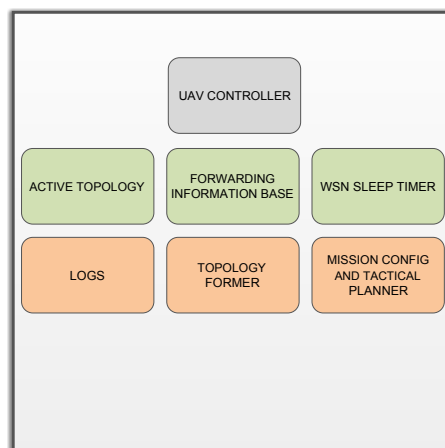 UAV CONTROLLER
ACTIVE TOPOLOGY
FORWARDING
INFORMATION BASE
WSN SLEEP TIMER
LOGS
TOPOLOGY
FORMER
MISSION CONFIG
AND TACTICAL
PLANNER